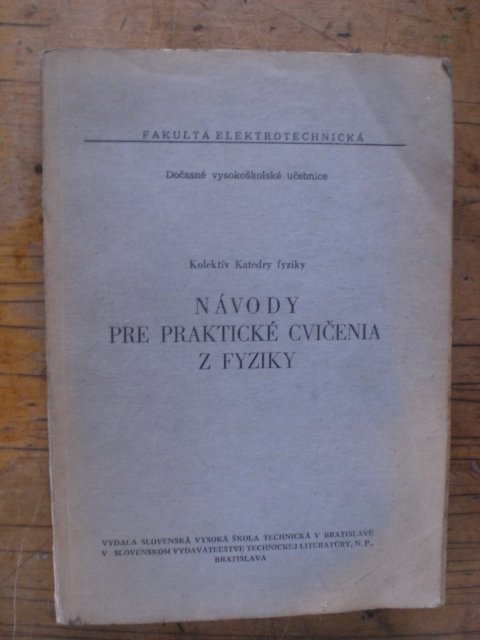 FAKULTA ELEKTROTECHNICKÁ
Dočasné vysokoškolské učebnice
Kolektív Katedry fyziky
NÁVODY
PRE PRAKTICKÉ CVIČENIA
Z FYZIKY
VYDALA SLOVENSKÁ VYSOKÁ ŠKOLA TECHNICKÁ V BRATISLAVE
V SLOVENSKOM VYDAVATEĽSTVE TECHNICKEJ LITERATÚRY, N. P.,
BRATISLAVA